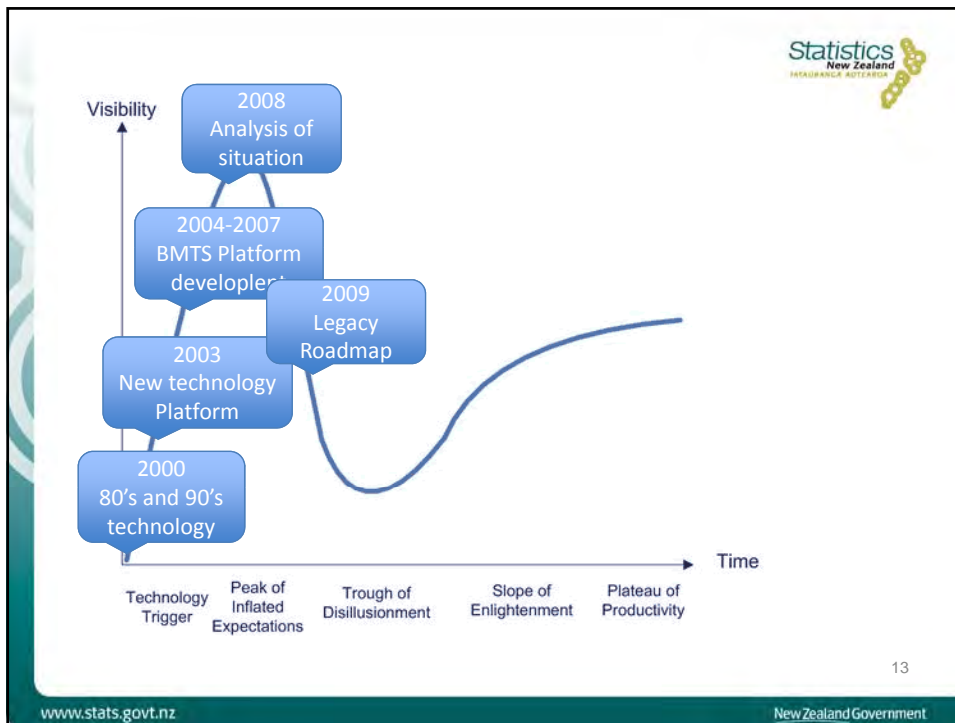 Statistics
New Zealand
TATAURANGA AOTEAROA
Visibility
2008
Analysis of
situation
2004-2007
BMTS Platform
developlent
2009
Legacy
Roadmap
2003
New technology
Platform
2000
80's and 90's
technology
Time
Technology
Trigger
Peak of
Inflated
Expectations
Trough of
Disillusionment
Slope of
Enlightenment
Plateau of
Productivity
13
www.stats.govt.nz
New Zealand Government